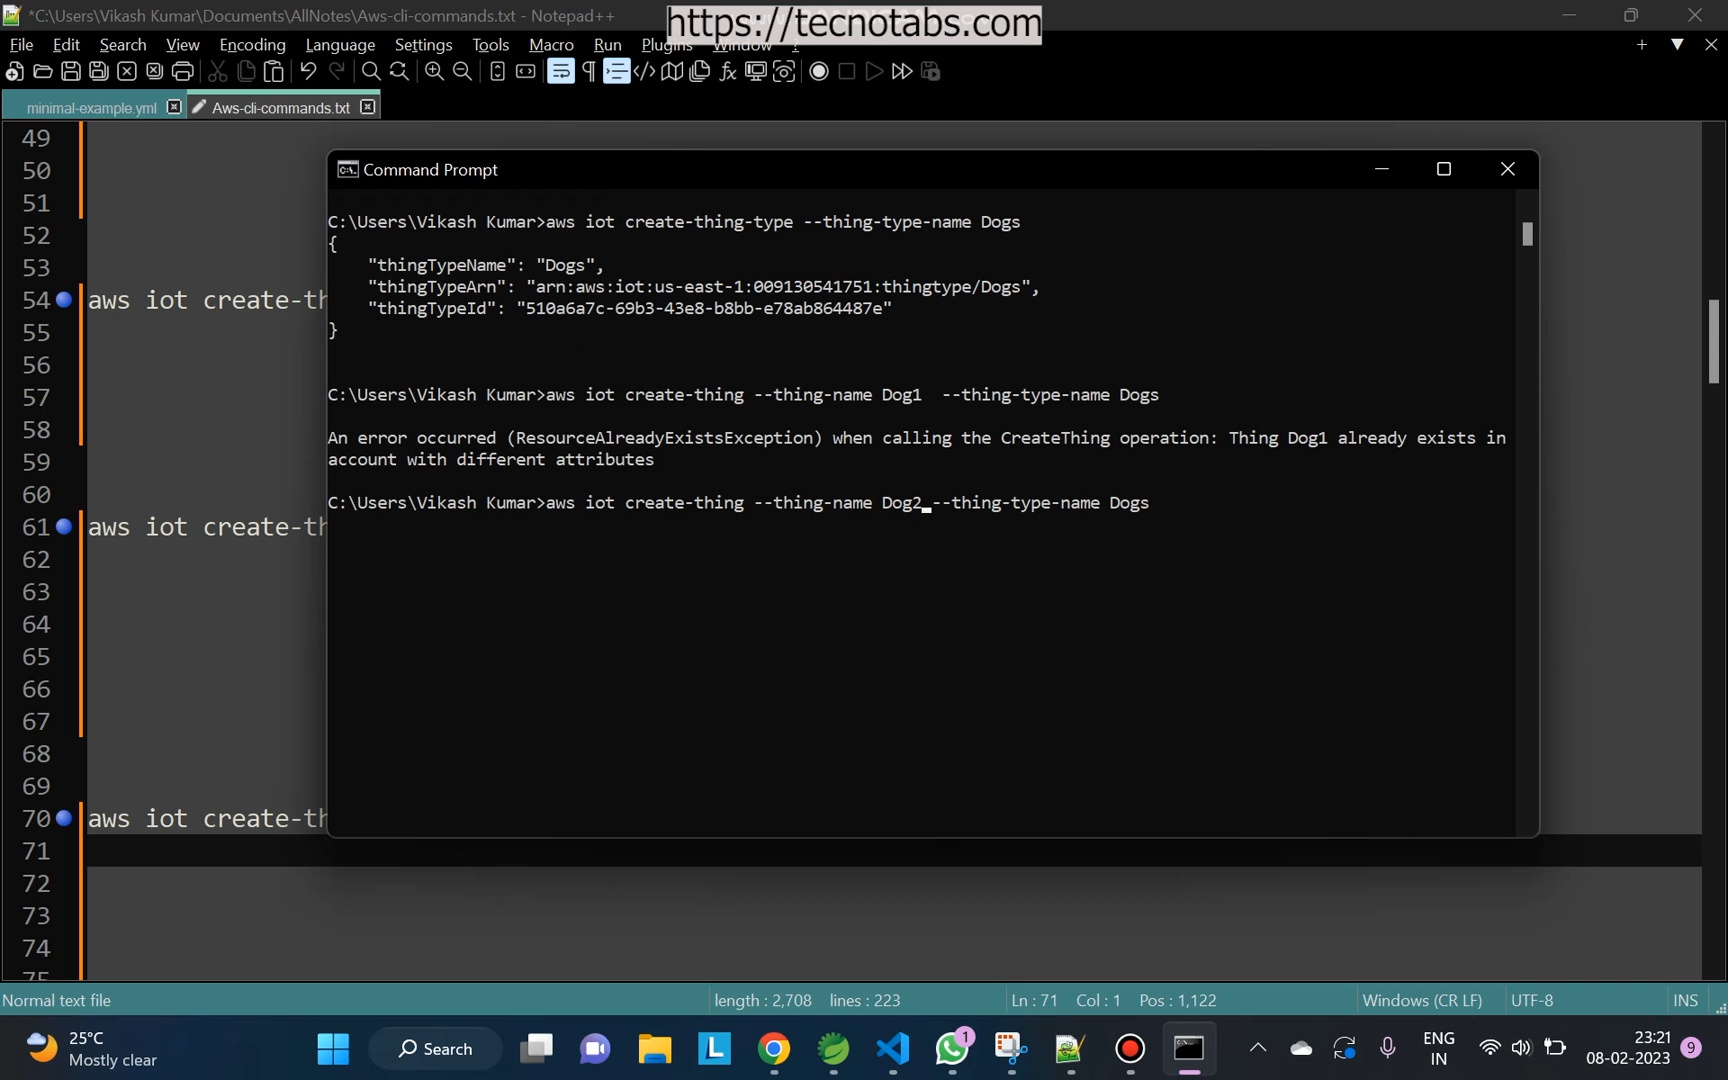 *C:\Users\Vikash Kumar\Documents\AllNotes\Aws-cli-commands.txt - Notepad++
https://tecnotabs.com
File Edit Search View Encoding Language Settings Tools Macro Run Plugins Window ?
minimal-example.yml Aws-cli-commands.txt
49
50
51
52
53
54 aws iot create-th
55
56
57
58
59
60
61 aws iot create-th
62
63
64
65
66
67
68
69
70 aws iot create-th
71
72
73
74
75
Command Prompt
C:\Users\Vikash Kumar>aws iot create-thing-type --thing-type-name Dogs
{
"thingTypeName": "Dogs",
"thingTypeArn": "arn:aws:iot:us-east-1:009130541751:thingtype/Dogs",
"thingTypeId": "510a6a7c-69b3-43e8-b8bb-e78ab864487e"
}
C:\Users\Vikash Kumar>aws iot create-thing --thing-name Dog1  --thing-type-name Dogs
An error occurred (ResourceAlreadyExistsException) when calling the CreateThing operation: Thing Dog1 already exists in
account with different attributes
C:\Users\Vikash Kumar>aws iot create-thing --thing-name Dog2 --thing-type-name Dogs
Normal text file length : 2,708 lines : 223 Ln : 71 Col : 1 Pos : 1,122 Windows (CR LF) UTF-8 INS
25°C
Mostly clear
Search
L
1
ENG
IN
23:21
08-02-2023
9